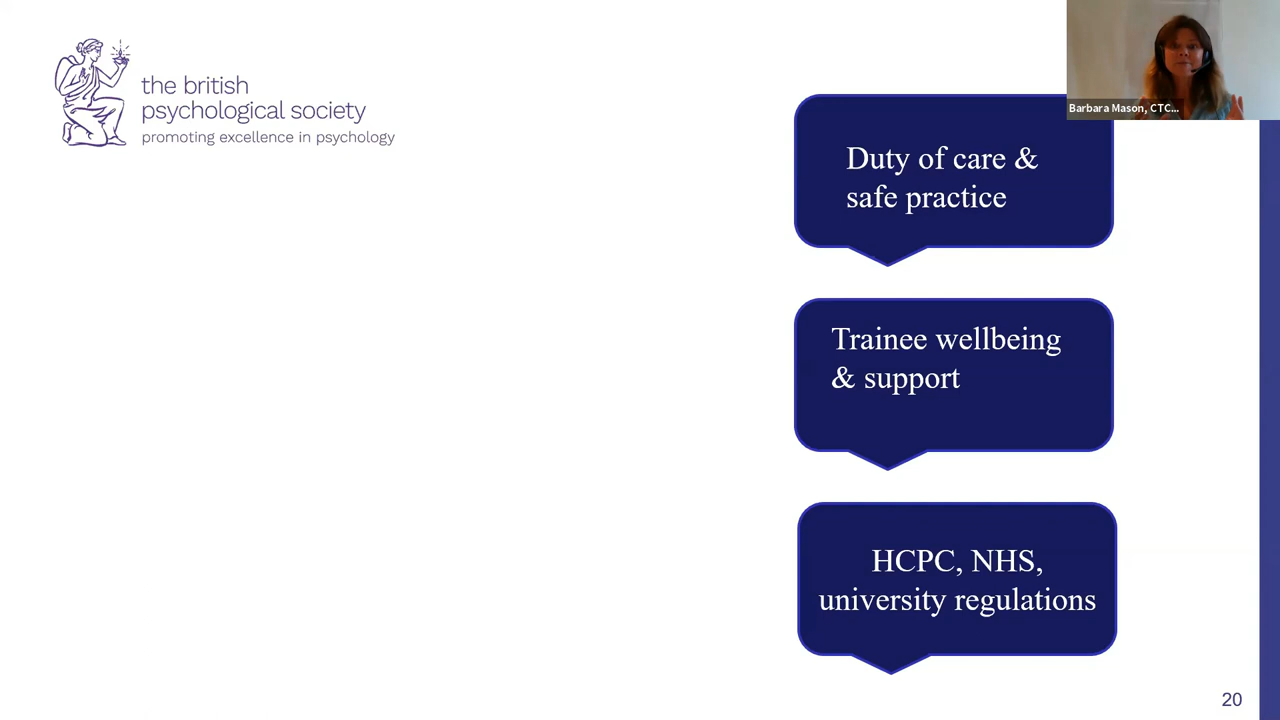 the british
psychological society
promoting excellence in psychology
Barbara Mason, CTC...
Duty of care &
safe practice
Trainee wellbeing
& support
HCPC, NHS,
university regulations
20